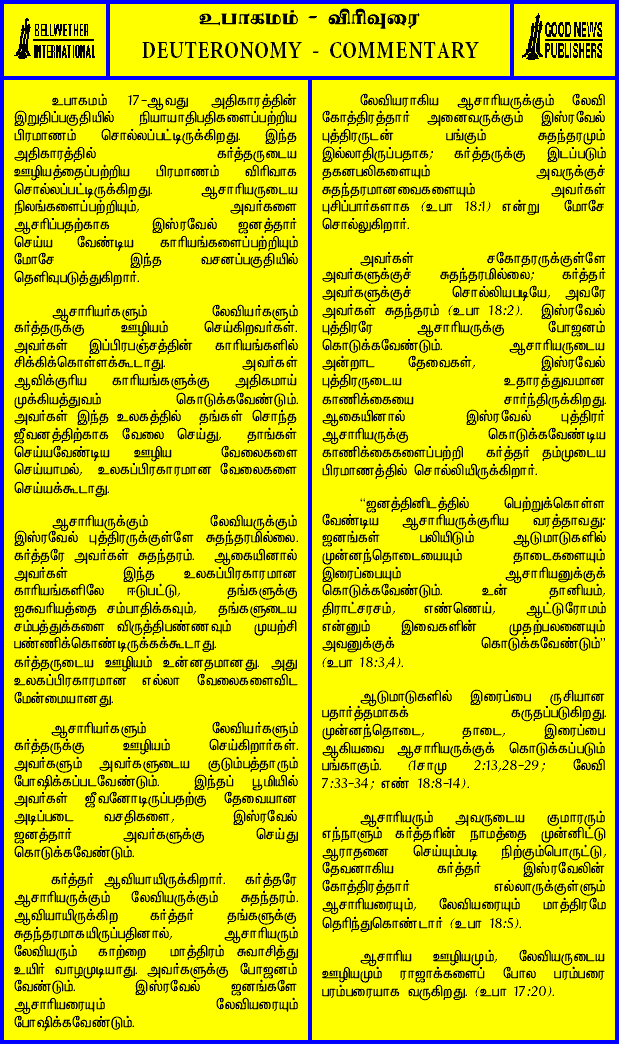 BELLWETHER
INTERNATIONAL
உபாகமம் - விரிவுரை
DEUTERONOMY - COMMENTARY
GOOD NEWS
PUBLISHERS
உபாகமம் 17-ஆவது அதிகாரத்தின்
இறுதிப்பகுதியில் நியாயாதிபதிகளைப்பற்றிய
பிரமாணம் சொல்லப்பட்டிருக்கிறது. இந்த
அதிகாரத்தில் கர்த்தருடைய
ஊழியத்தைப்பற்றிய பிரமாணம் விரிவாக
சொல்லப்பட்டிருக்கிறது. ஆசாரியருடைய
நிலங்களைப்பற்றியும், அவர்களை
ஆசரிப்பதற்காக இஸ்ரவேல் ஜனத்தார்
செய்ய வேண்டிய காரியங்களைப்பற்றியும்
மோசே இந்த வசனப்பகுதியில்
தெளிவுபடுத்துகிறார்.
ஆசாரியர்களும் லேவியர்களும்
கர்த்தருக்கு ஊழியம் செய்கிறவர்கள்.
அவர்கள் இப்பிரபஞ்சத்தின் காரியங்களில்
சிக்கிக்கொள்ளக்கூடாது. அவர்கள்
ஆவிக்குரிய காரியங்களுக்கு அதிகமாய்
முக்கியத்துவம் கொடுக்கவேண்டும்.
அவர்கள் இந்த உலகத்தில் தங்கள் சொந்த
ஜீவனத்திற்காக வேலை செய்து, தாங்கள்
செய்யவேண்டிய ஊழிய வேலைகளை
செய்யாமல், உலகப்பிரகாரமான வேலைகளை
செய்யக்கூடாது.
ஆசாரியருக்கும் லேவியருக்கும்
இஸ்ரவேல் புத்திரருக்குள்ளே சுதந்தரமில்லை.
கர்த்தரே அவர்கள் சுதந்தரம். ஆகையினால்
அவர்கள் இந்த உலகப்பிரகாரமான
காரியங்களிலே ஈடுபட்டு, தங்களுக்கு
ஐசுவரியத்தை சம்பாதிக்கவும், தங்களுடைய
சம்பத்துக்களை விருத்திபண்ணவும் முயற்சி
பண்ணிக்கொண்டிருக்கக்கூடாது.
கர்த்தருடைய ஊழியம் உன்னதமானது. அது
உலகப்பிரகாரமான எல்லா வேலைகளைவிட
மேன்மையானது.
ஆசாரியர்களும் லேவியர்களும்
கர்த்தருக்கு ஊழியம் செய்கிறார்கள்.
அவர்களும் அவர்களுடைய குடும்பத்தாரும்
போஷிக்கப்படவேண்டும். இந்தப் பூமியில்
அவர்கள் ஜீவனோடிருப்பதற்கு தேவையான
அடிப்படை வசதிகளை, இஸ்ரவேல்
ஜனத்தார் அவர்களுக்கு செய்து
கொடுக்கவேண்டும்.
கர்த்தர் ஆவியாயிருக்கிறார். கர்த்தரே
ஆசாரியருக்கும் லேவியருக்கும் சுதந்தரம்.
ஆவியாயிருக்கிற கர்த்தர் தங்களுக்கு
சுதந்தரமாகயிருப்பதினால், ஆசாரியரும்
லேவியரும் காற்றை மாத்திரம் சுவாசித்து
உயிர் வாழமுடியாது. அவர்களுக்கு போஜனம்
வேண்டும். இஸ்ரவேல் ஜனங்களே
ஆசாரியரையும் லேவியரையும்
போஷிக்கவேண்டும்.
லேவியராகிய ஆசாரியருக்கும் லேவி
கோத்திரத்தார் அனைவருக்கும் இஸ்ரவேல்
புத்திரருடன் பங்கும் சுதந்தரமும்
இல்லாதிருப்பதாக; கர்த்தருக்கு இடப்படும்
தகனபலிகளையும் அவருக்குச்
சுதந்தரமானவைகளையும் அவர்கள்
புசிப்பார்களாக (உபா 18:1) என்று மோசே
சொல்லுகிறார்.
அவர்கள் சகோதரருக்குள்ளே
அவர்களுக்குச் சுதந்தரமில்லை; கர்த்தர்
அவர்களுக்குச் சொல்லியபடியே, அவரே
அவர்கள் சுதந்தரம் (உபா 18:2). இஸ்ரவேல்
புத்திரரே ஆசாரியருக்கு போஜனம்
கொடுக்கவேண்டும். ஆசாரியருடைய
அன்றாட தேவைகள், இஸ்ரவேல்
புத்திரருடைய உதாரத்துவமான
காணிக்கையை சார்ந்திருக்கிறது.
ஆகையினால் இஸ்ரவேல் புத்திரர்
ஆசாரியருக்கு கொடுக்கவேண்டிய
காணிக்கைகளைப்பற்றி கர்த்தர் தம்முடைய
பிரமாணத்தில் சொல்லியிருக்கிறார்.
"ஜனத்தினிடத்தில் பெற்றுக்கொள்ள
வேண்டிய ஆசாரியருக்குரிய வரத்தாவது:
ஜனங்கள் பலியிடும் ஆடுமாடுகளில்
முன்னந்தொடையையும் தாடைகளையும்
இரைப்பையும் ஆசாரியனுக்குக்
கொடுக்கவேண்டும். உன் தானியம்,
திராட்சரசம், எண்ணெய், ஆட்டுரோமம்
என்னும் இவைகளின் முதற்பலனையும்
அவனுக்குக் கொடுக்கவேண்டும்"
(உபா 18:3,4).
ஆடுமாடுகளில் இரைப்பை ருசியான
பதார்த்தமாகக் கருதப்படுகிறது.
முன்னந்தொடை, தாடை, இரைப்பை
ஆகியவை ஆசாரியருக்குக் கொடுக்கப்படும்
பங்காகும். (1சாமு 2:13,28-29; லேவி
7:33-34; எண் 18:8-14).
ஆசாரியரும் அவருடைய குமாரரும்
எந்நாளும் கர்த்தரின் நாமத்தை முன்னிட்டு
ஆராதனை செய்யும்படி நிற்கும்பொருட்டு,
தேவனாகிய கர்த்தர் இஸ்ரவேலின்
கோத்திரத்தார் எல்லாருக்குள்ளும்
ஆசாரியரையும், லேவியரையும் மாத்திரமே
தெரிந்துகொண்டார் (உபா 18:5).
ஆசாரிய ஊழியமும், லேவியருடைய
ஊழியமும் ராஜாக்களைப் போல பரம்பரை
பரம்பரையாக வருகிறது. (உபா 17:20).